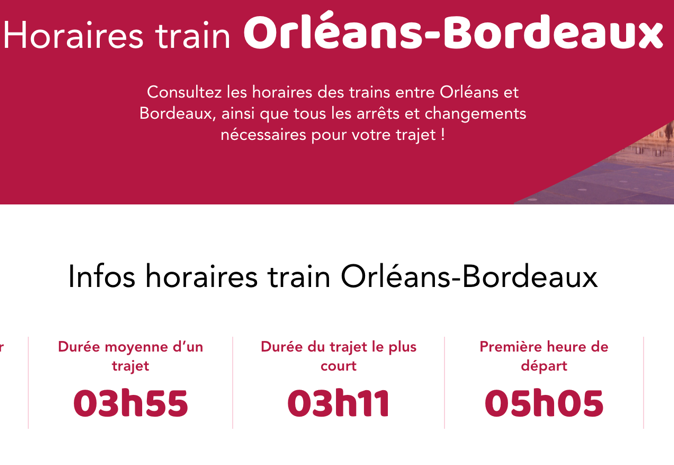 Horaires train Orléans-Bordeaux
Consultez les horaires des trains entre Orléans et
Bordeaux, ainsi que tous les arrêts et changements
nécessaires pour votre trajet !
Infos horaires train Orléans-Bordeaux
Durée moyenne d’un
trajet
03h55
Durée du trajet le plus
court
03h11
Première heure de
départ
05h05